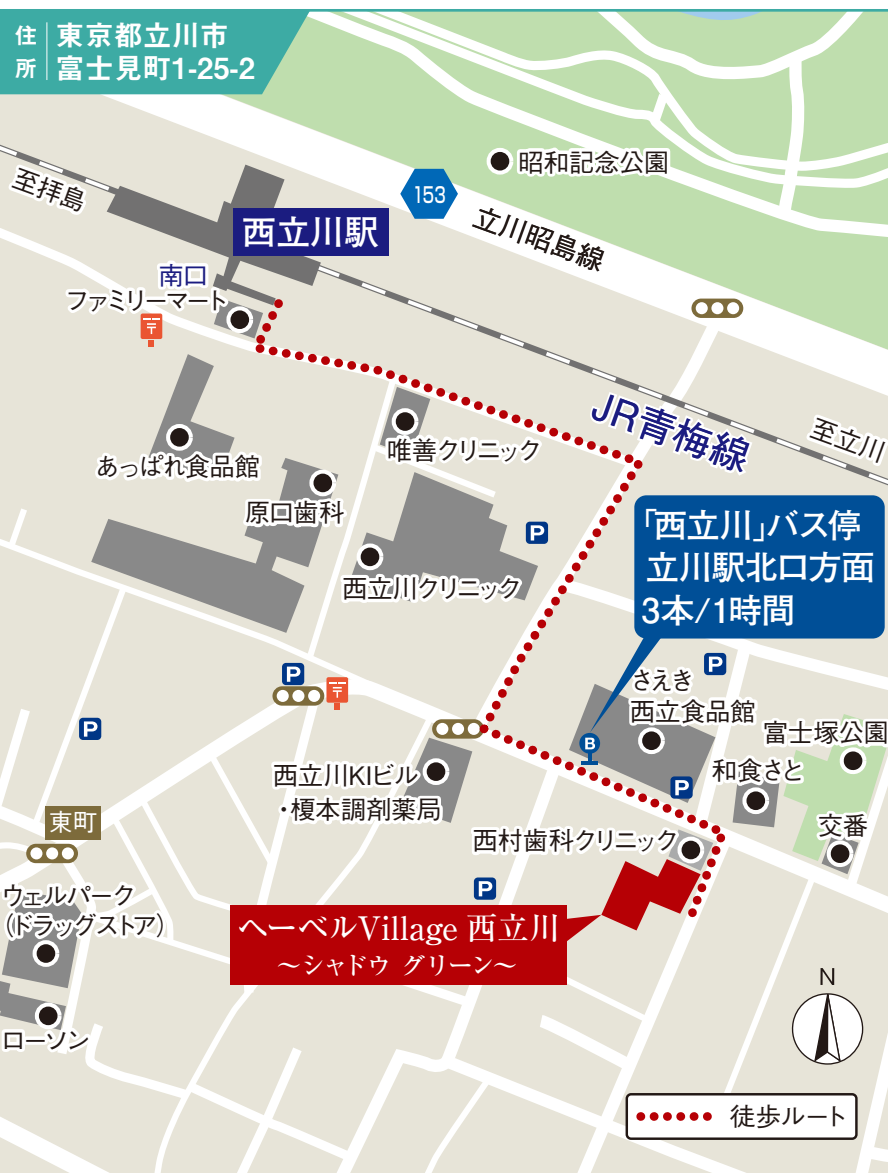 住所
東京都立川市
富士見町1-25-2
昭和記念公園
153
至拝島
西立川駅
立川昭島線
南口
ファミリーマート
〒
JR青梅線
至立川
唯善クリニック
あっぱれ食品館
原口歯科
P
「西立川」バス停
立川駅北口方面
3本/1時間
西立川クリニック
P
〒
P
さえき
西立食品館
P
B
富士塚公園
西立川KIビル
・榎本調剤薬局
P
和食さと
東町
交番
西村歯科クリニック
P
ウェルパーク
(ドラッグストア)
ヘーベルVillage 西立川
〜シャドウ グリーン〜
N
ローソン
徒歩ルート